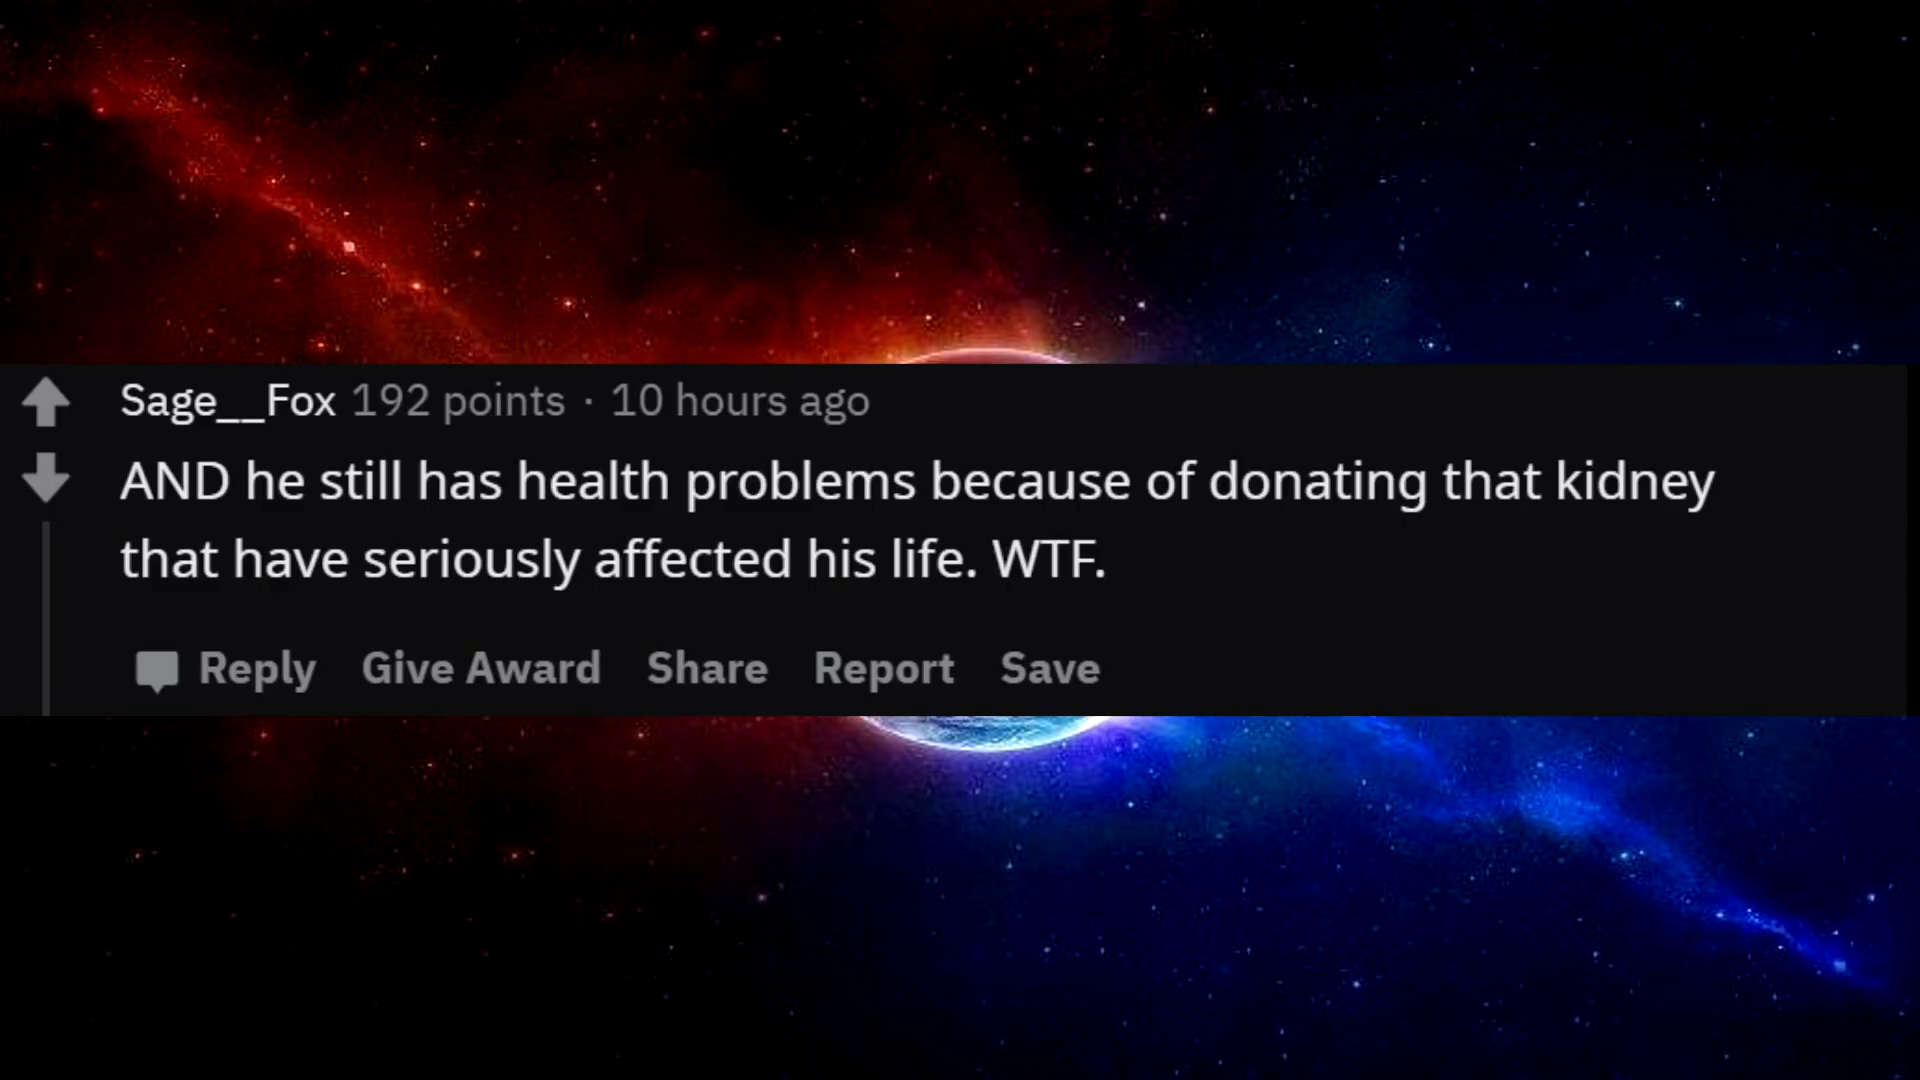 Sage__Fox 192 points · 10 hours ago
AND he still has health problems because of donating that kidney
that have seriously affected his life. WTF.
Reply Give Award Share Report Save